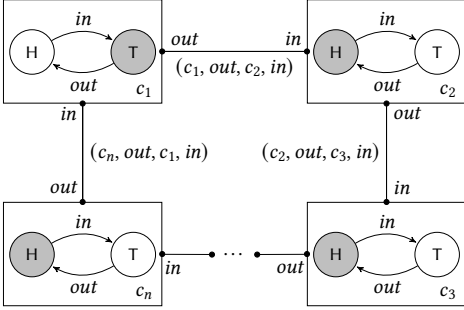 in
H T
out
c1
out in
(c1, out, c2, in)
in
H T
out
c2
in
out
(cn, out, c1, in) (c2, out, c3, in)
out
in
in
H T
out
cn
in ... out
in
H T
out
c3